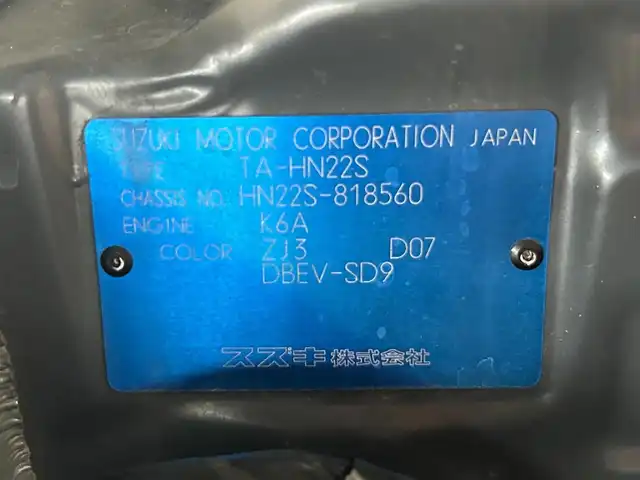 SUZUKI MOTOR CORPORATION JAPAN
TYPE TA-HN22S
CHASSIS NO. HN22S-818560
ENGINE K6A
COLOR ZJ3 D07
DBEV-SD9
スズキ株式会社